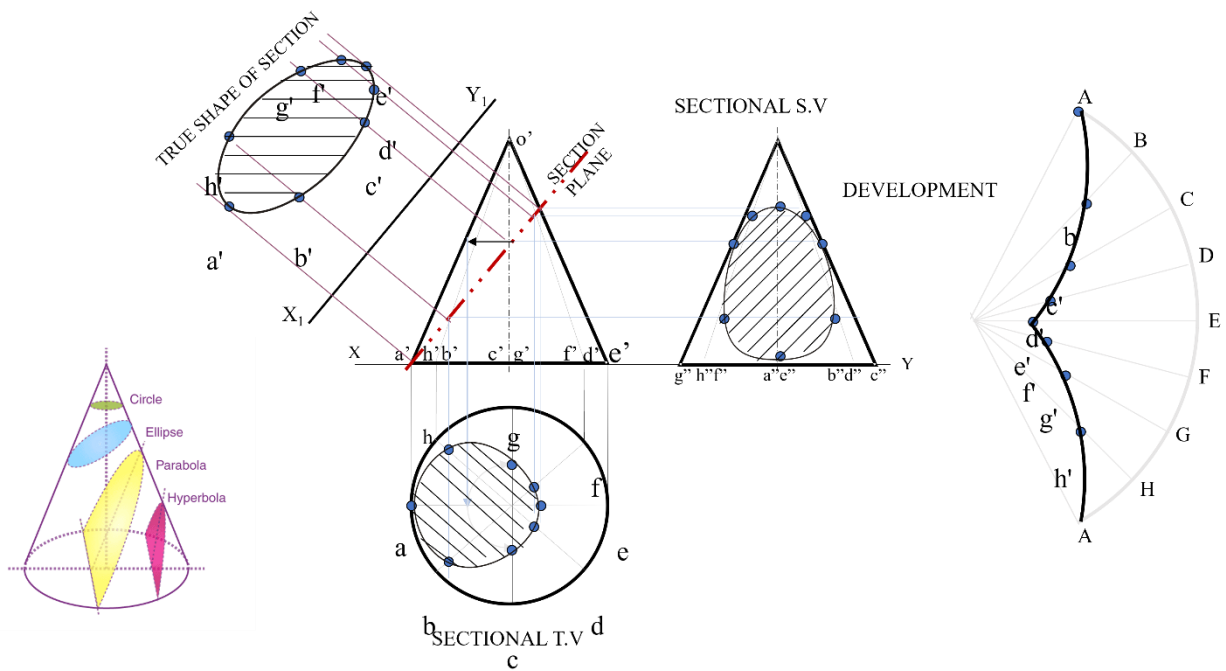 TRUE SHAPE OF SECTION
f'
e'
g'
d'
c'
h'
a'
b'
Y1
X1
o’
SECTION
PLANE
X
a’
h’
b’
c’
g’
f’
d’
e’
SECTIONAL S.V
g”
h”f”
a”e”
b”d”
c”
Y
DEVELOPMENT
A
B
C
D
E
F
G
H
A
b
c'
d'
e'
f'
g'
h'
Circle
Ellipse
Parabola
Hyperbola
h
g
f
a
e
b
SECTIONAL T.V
d
c